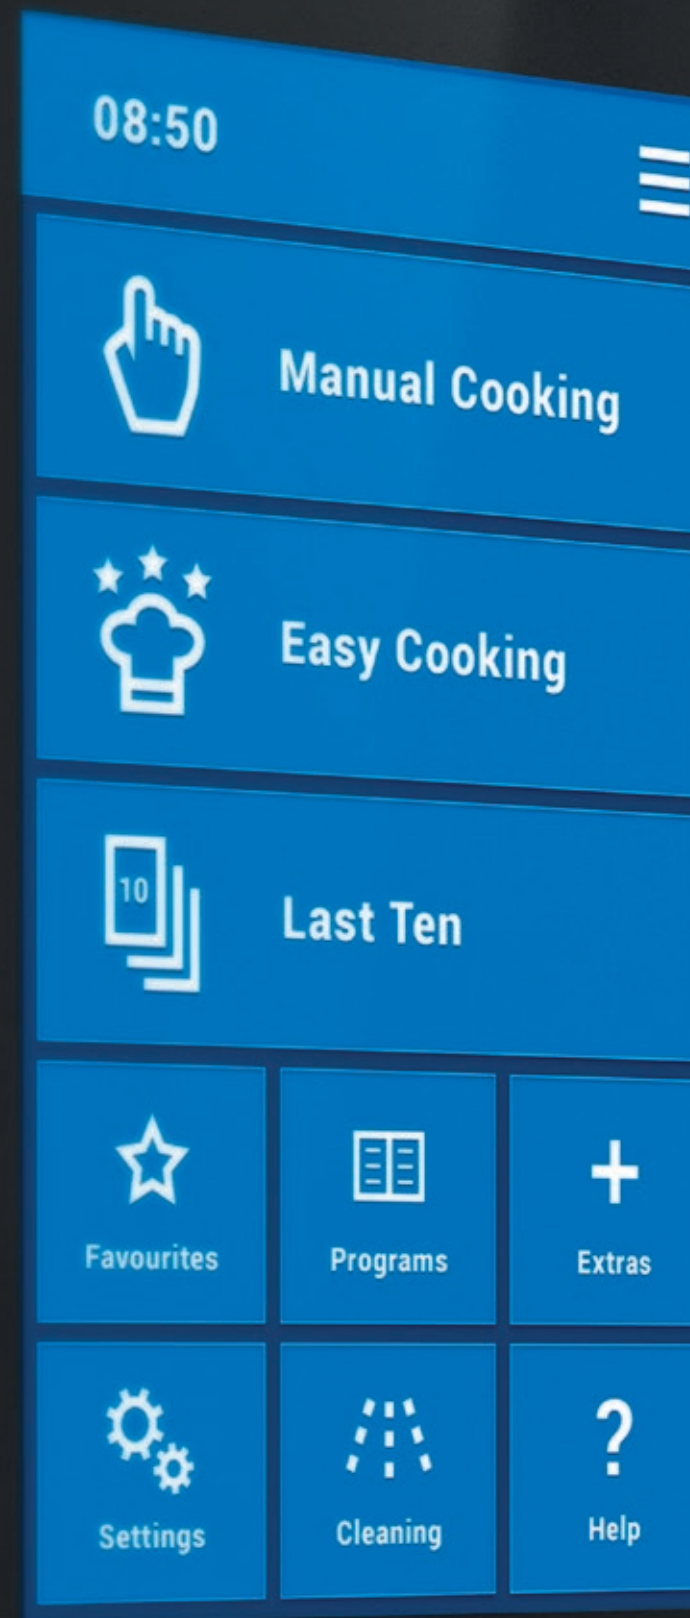 08:50
Manual Cooking
Easy Cooking
10
Last Ten
Favourites
Programs
Extras
Settings
Cleaning
Help
?